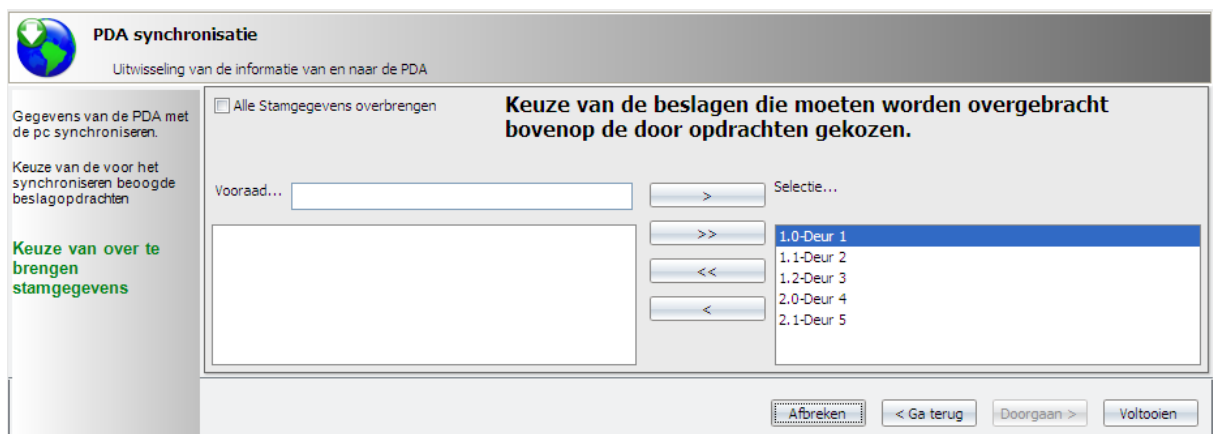 PDA synchronisatie
Uitwisseling van de informatie van en naar de PDA
Gegevens van de PDA met
de pc synchroniseren.
Keuze van de voor het
synchroniseren beoogde
beslagopdrachten
Keuze van over te
brengen
stamgegevens
Alle Stamgegevens overbrengen
Keuze van de beslagen die moeten worden overgebracht
bovenop de door opdrachten gekozen.
Vooraad...
>
>>
<<
<
Selectie...
1.0-Deur 1
1.1-Deur 2
1.2-Deur 3
2.0-Deur 4
2.1-Deur 5
Afbreken
< Ga terug
Doorgaan >
Voltooien